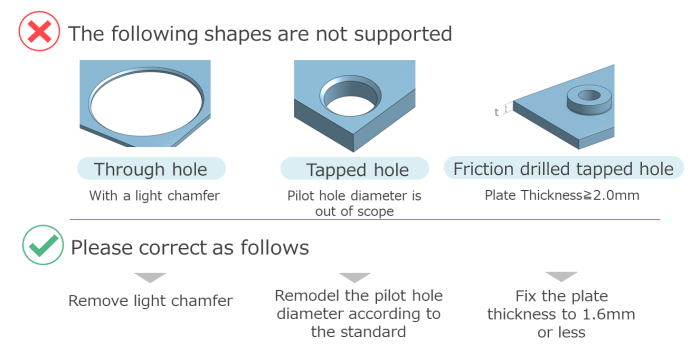 The following shapes are not supported
t
Through hole
Tapped hole
Friction drilled tapped hole
With a light chamfer
Pilot hole diameter is
out of scope
Plate Thickness≧2.0mm
Please correct as follows
Remove light chamfer
Remodel the pilot hole
diameter according to
the standard
Fix the plate
thickness to 1.6mm
or less